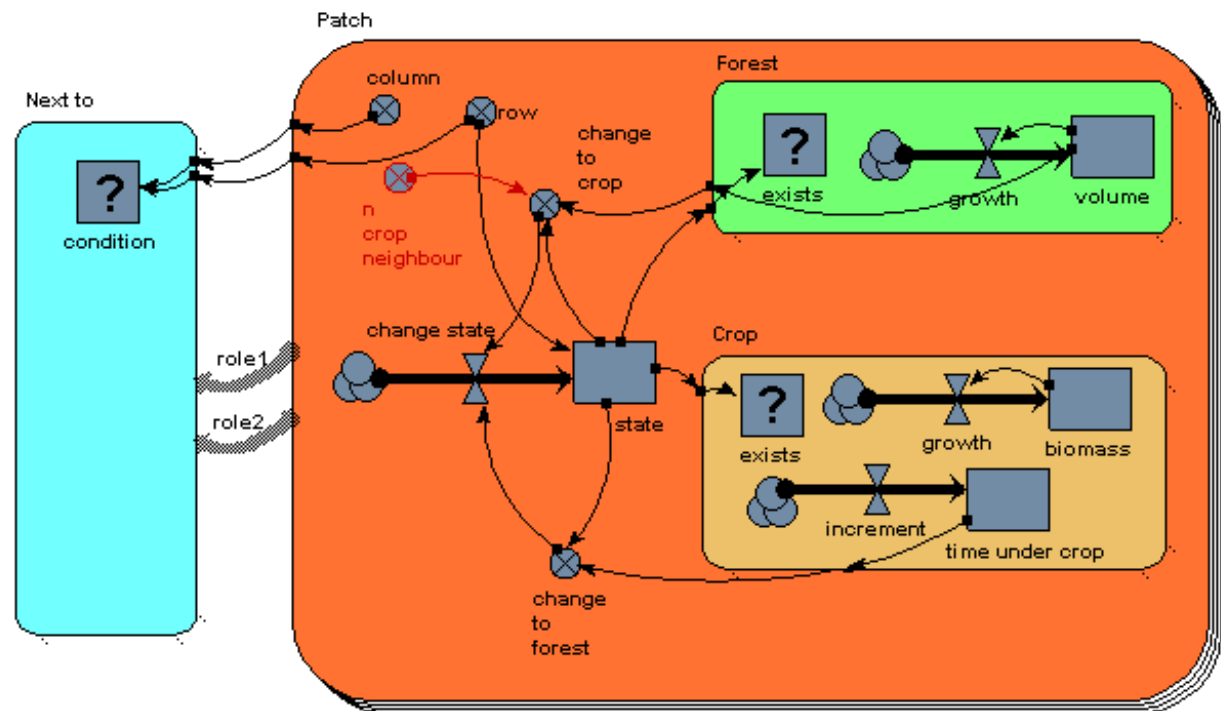 Patch
column
Forest
Next to
row
change
to
crop
?
?
exists
growth
volume
condition
n
crop
neighbour
change state
Crop
role1
?
role2
state
exists
growth
biomass
increment
time under crop
change
to
forest